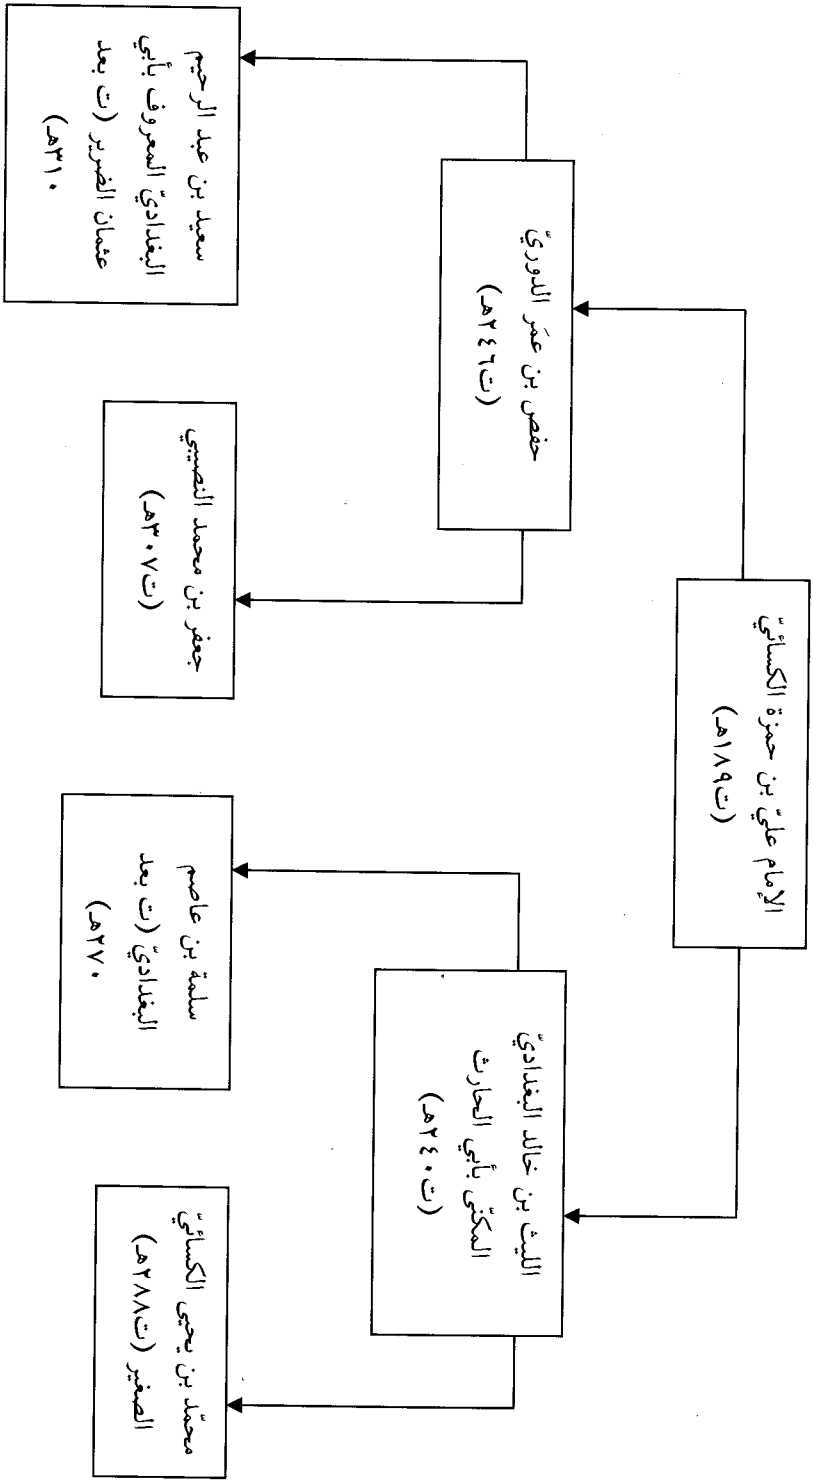 الإمام عليّ بن حمزة الكسائيّ
(ت١٨٩هـ)
حفص بن عمَر الدوريّ
(ت٢٤٦هـ)
الليث بن خالد البغداديّ
المكنّى بأبي الحارث
(ت٢٤٠هـ)
سعيد بن عبد الرحيم
البغداديّ المعروف بأبي
عثمان الضرير (ت بعد
٣١٠هـ)
جعفر بن محمد النصيبي
(ت٣٠٧هـ)
سلمة بن عاصم
البغداديّ (ت بعد
٢٧٠هـ)
محمّد بن يحيى الكسائيّ
الصغير (ت٢٨٨هـ)